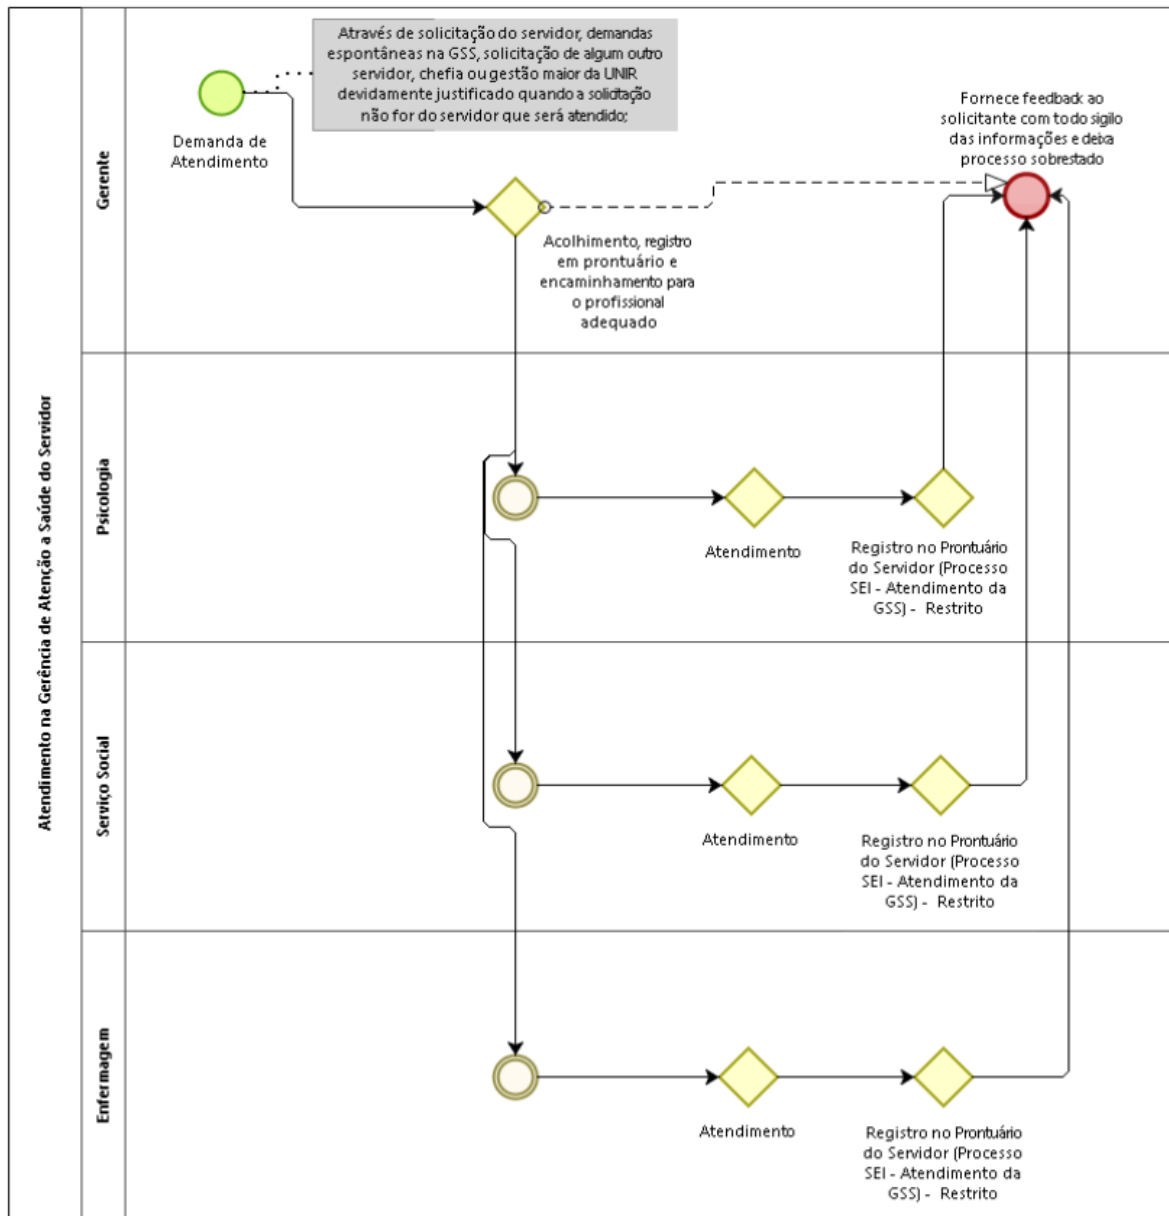 Atendimento na Gerência de Atenção a Saúde do Servidor
Gerente
Através de solicitação do servidor, demandas
espontâneas na GSS, solicitação de algum outro
servidor, chefia ou gestão maior da UNIR
devidamente justificado quando a solicitação
não for do servidor que será atendido;
Demanda de
Atendimento
Fornece feedback ao
solicitante com todo sigilo
das informações e deixa
processo sobrestado
Acolhimento, registro
em prontuário e
encaminhamento para
o profissional
adequado
Psicologia
Atendimento
Registro no Prontuário
do Servidor (Processo
SEI - Atendimento da
GSS) - Restrito
Serviço Social
Atendimento
Registro no Prontuário
do Servidor (Processo
SEI - Atendimento da
GSS) - Restrito
Enfermagem
Atendimento
Registro no Prontuário
do Servidor (Processo
SEI - Atendimento da
GSS) - Restrito